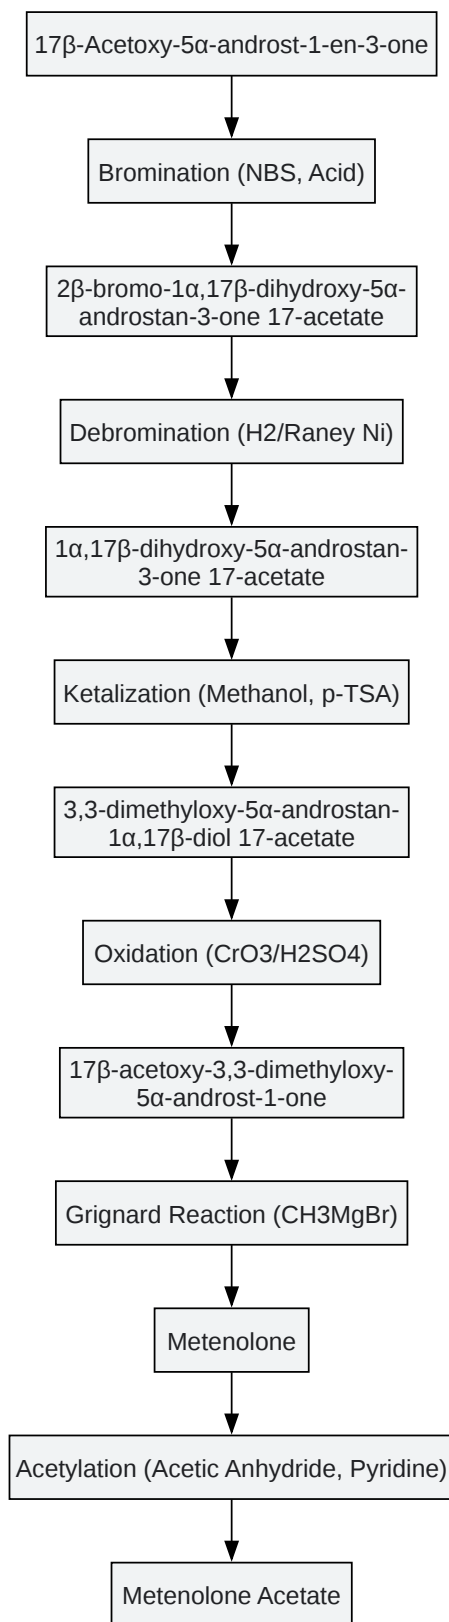 17β-Acetoxy-5α-androst-1-en-3-one
Bromination (NBS, Acid)
2β-bromo-1α,17β-dihydroxy-5α-
androstan-3-one 17-acetate
Debromination (H2/Raney Ni)
1α,17β-dihydroxy-5α-androstan-
3-one 17-acetate
Ketalization (Methanol, p-TSA)
3,3-dimethyloxy-5α-androstan-
1α,17β-diol 17-acetate
Oxidation (CrO3/H2SO4)
17β-acetoxy-3,3-dimethyloxy-
5α-androst-1-one
Grignard Reaction (CH3MgBr)
Metenolone
Acetylation (Acetic Anhydride, Pyridine)
Metenolone Acetate